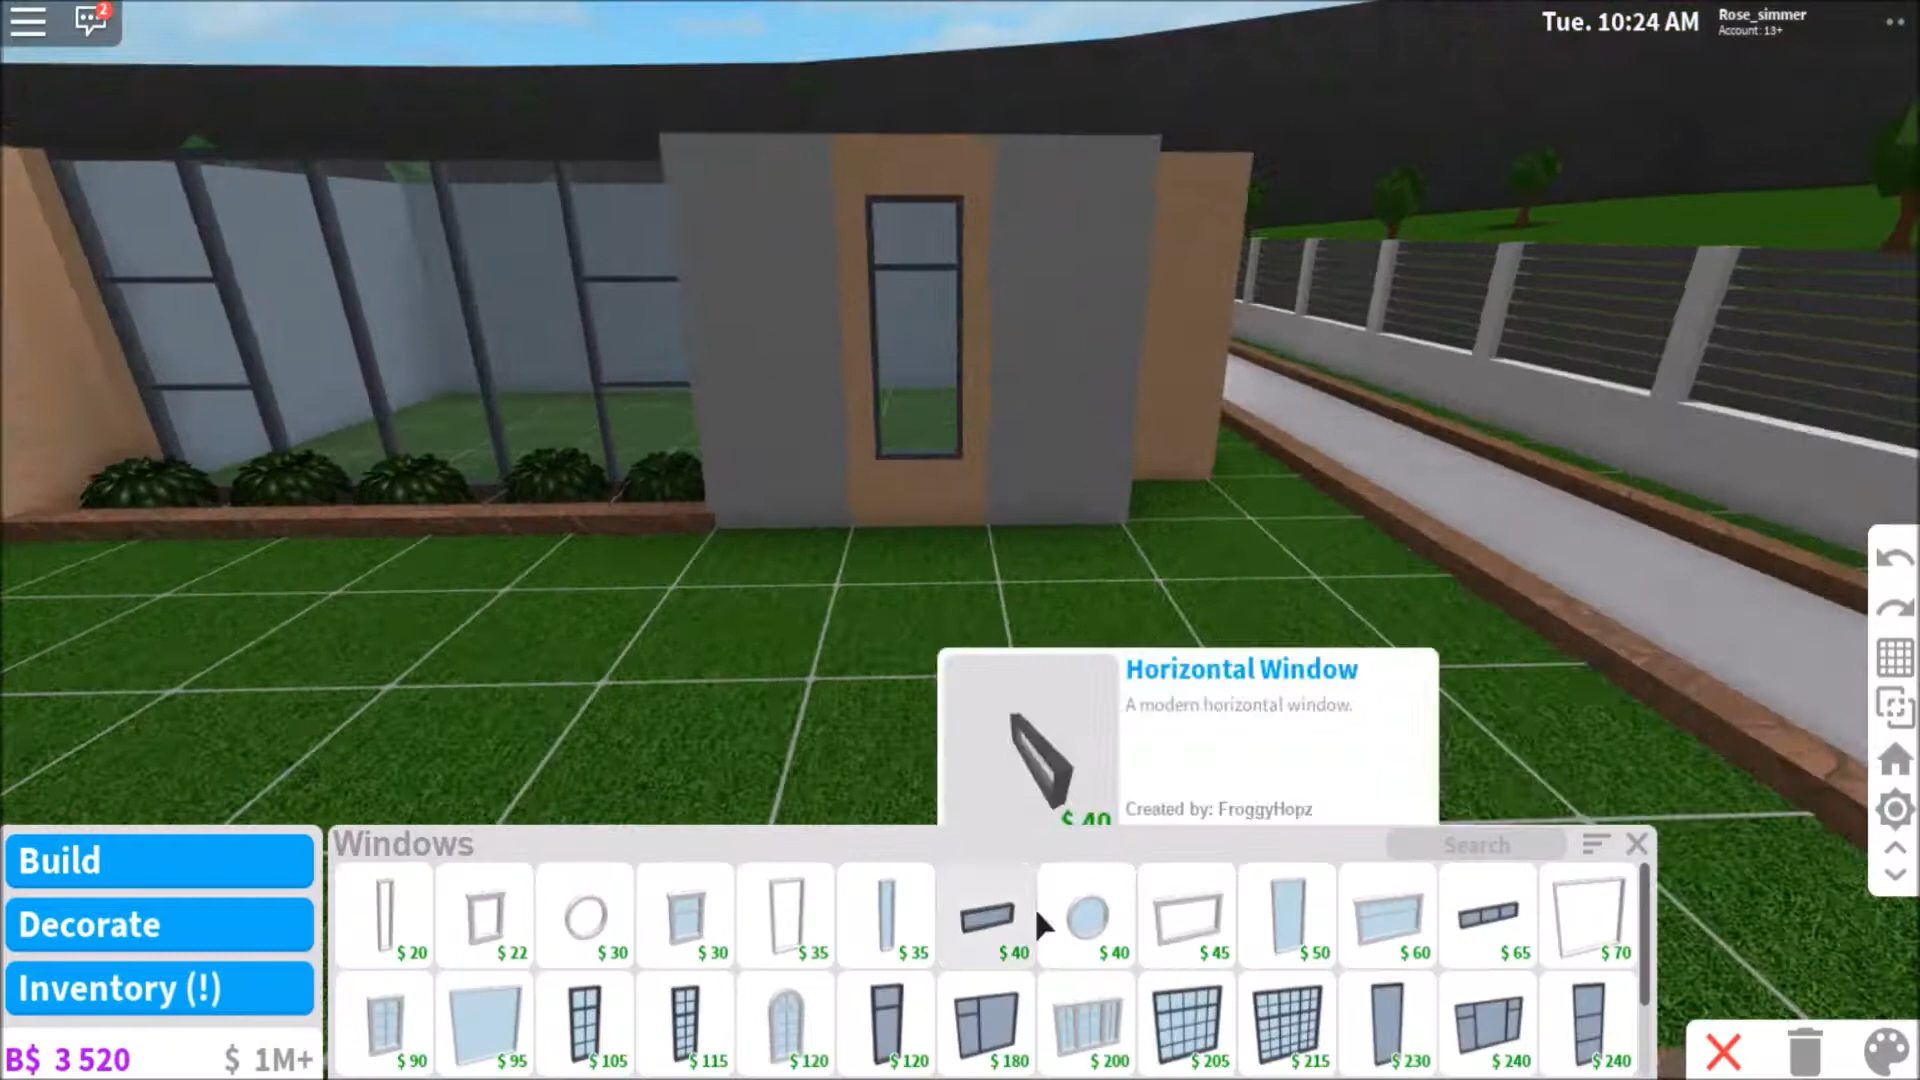 2
Tue. 10:24 AM
Rose_simmer
Account: 13+
Horizontal Window
A modern horizontal window.
$ 40
Created by: FroggyHopz
Build
Decorate
Inventory (!)
B$ 3 520
$ 1M+
Windows
Search
$ 20
$ 22
$ 30
$ 30
$ 35
$ 35
$ 40
$ 40
$ 45
$ 50
$ 60
$ 65
$ 70
$ 90
$ 95
$ 105
$ 115
$ 120
$ 120
$ 180
$ 200
$ 205
$ 215
$ 230
$ 240
$ 240